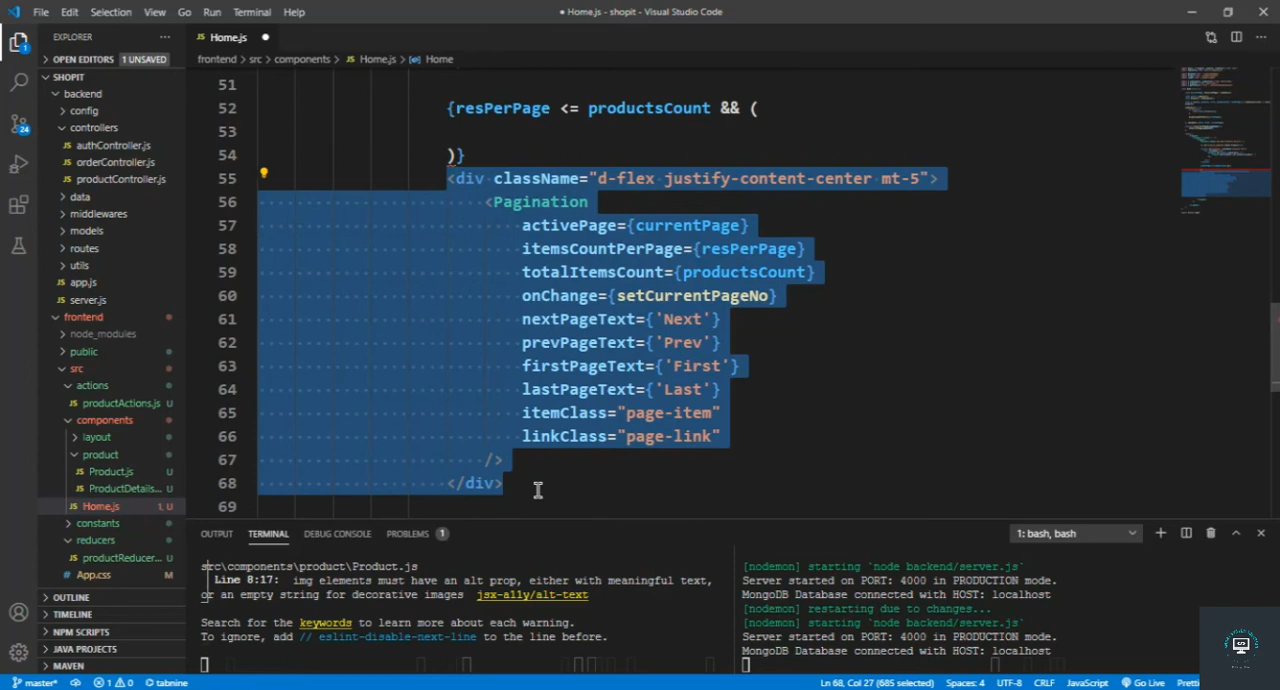 File Edit Selection View Go Run Terminal Help
● Home.js - shopit - Visual Studio Code
EXPLORER
JS Home.js ●
OPEN EDITORS 1 UNSAVED
frontend > src > components > JS Home.js > Home
SHOPIT
backend
config
controllers
authController.js
orderController.js
productController.js
data
middlewares
models
routes
utils
JS app.js
JS server.js
frontend
node_modules
public
src
actions
JS productActions.js U
components
layout
product
JS Product.js U
JS ProductDetails... U
JS Home.js 1, U
constants
reducers
JS productReducer... U
# App.css M
OUTLINE
TIMELINE
NPM SCRIPTS
JAVA PROJECTS
MAVEN
1
24
51
52 {resPerPage <= productsCount && (
53
54 )}
55 <div className="d-flex justify-content-center mt-5">
56 <Pagination
57 activePage={currentPage}
58 itemsCountPerPage={resPerPage}
59 totalItemsCount={productsCount}
60 onChange={setCurrentPageNo}
61 nextPageText={'Next'}
62 prevPageText={'Prev'}
63 firstPageText={'First'}
64 lastPageText={'Last'}
65 itemClass="page-item"
66 linkClass="page-link"
67 />
68 </div>
69
OUTPUT TERMINAL DEBUG CONSOLE PROBLEMS 1
1: bash, bash
src\components\product\Product.js
Line 8:17: img elements must have an alt prop, either with meaningful text,
or an empty string for decorative images jsx-a11y/alt-text
Search for the keywords to learn more about each warning.
To ignore, add // eslint-disable-next-line to the line before.
[nodemon] starting `node backend/server.js`
Server started on PORT: 4000 in PRODUCTION mode.
MongoDB Database connected with HOST: localhost
[nodemon] restarting due to changes...
[nodemon] starting `node backend/server.js`
Server started on PORT: 4000 in PRODUCTION mode.
MongoDB Database connected with HOST: localhost
master* 1 0 tabnine
Ln 68, Col 27 (685 selected) Spaces: 4 UTF-8 CRLF JavaScript Go Live Pretti